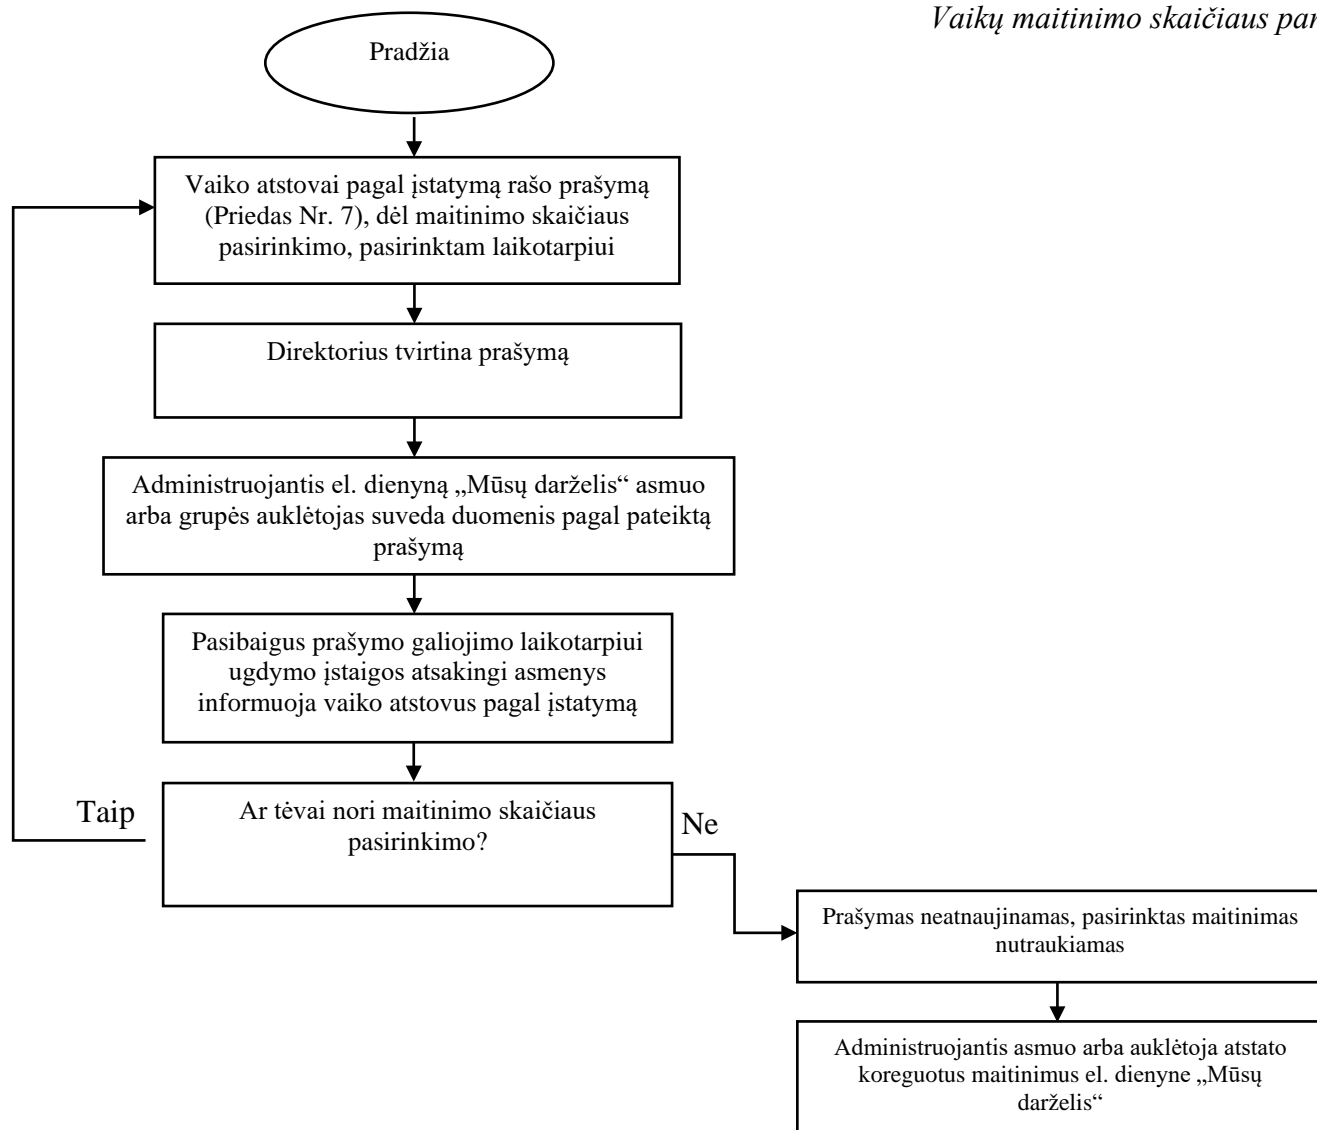 Vaikų maitinimo skaičiaus
Pradžia
Vaiko atstovai pagal įstatymą rašo prašymą
(Priedas Nr. 7), dėl maitinimo skaičiaus
pasirinkimo, pasirinktam laikotarpiui
Direktorius tvirtina prašymą
Administruojantis el. dienyną „Mūsų darželis“ asmuo
arba grupės auklėtojas suveda duomenis pagal pateiktą
prašymą
Pasibaigus prašymo galiojimo laikotarpiui
ugdymo įstaigos atsakingi asmenys
informuoja vaiko atstovus pagal įstatymą
Taip
Ar tėvai nori maitinimo skaičiaus
pasirinkimo?
Ne
Prašymas neatnaujinamas, pasirinktas maitinimas
nutraukiamas
Administruojantis asmuo arba auklėtoja atstato
koreguotus maitinimus el. dienyne „Mūsų
darželis“